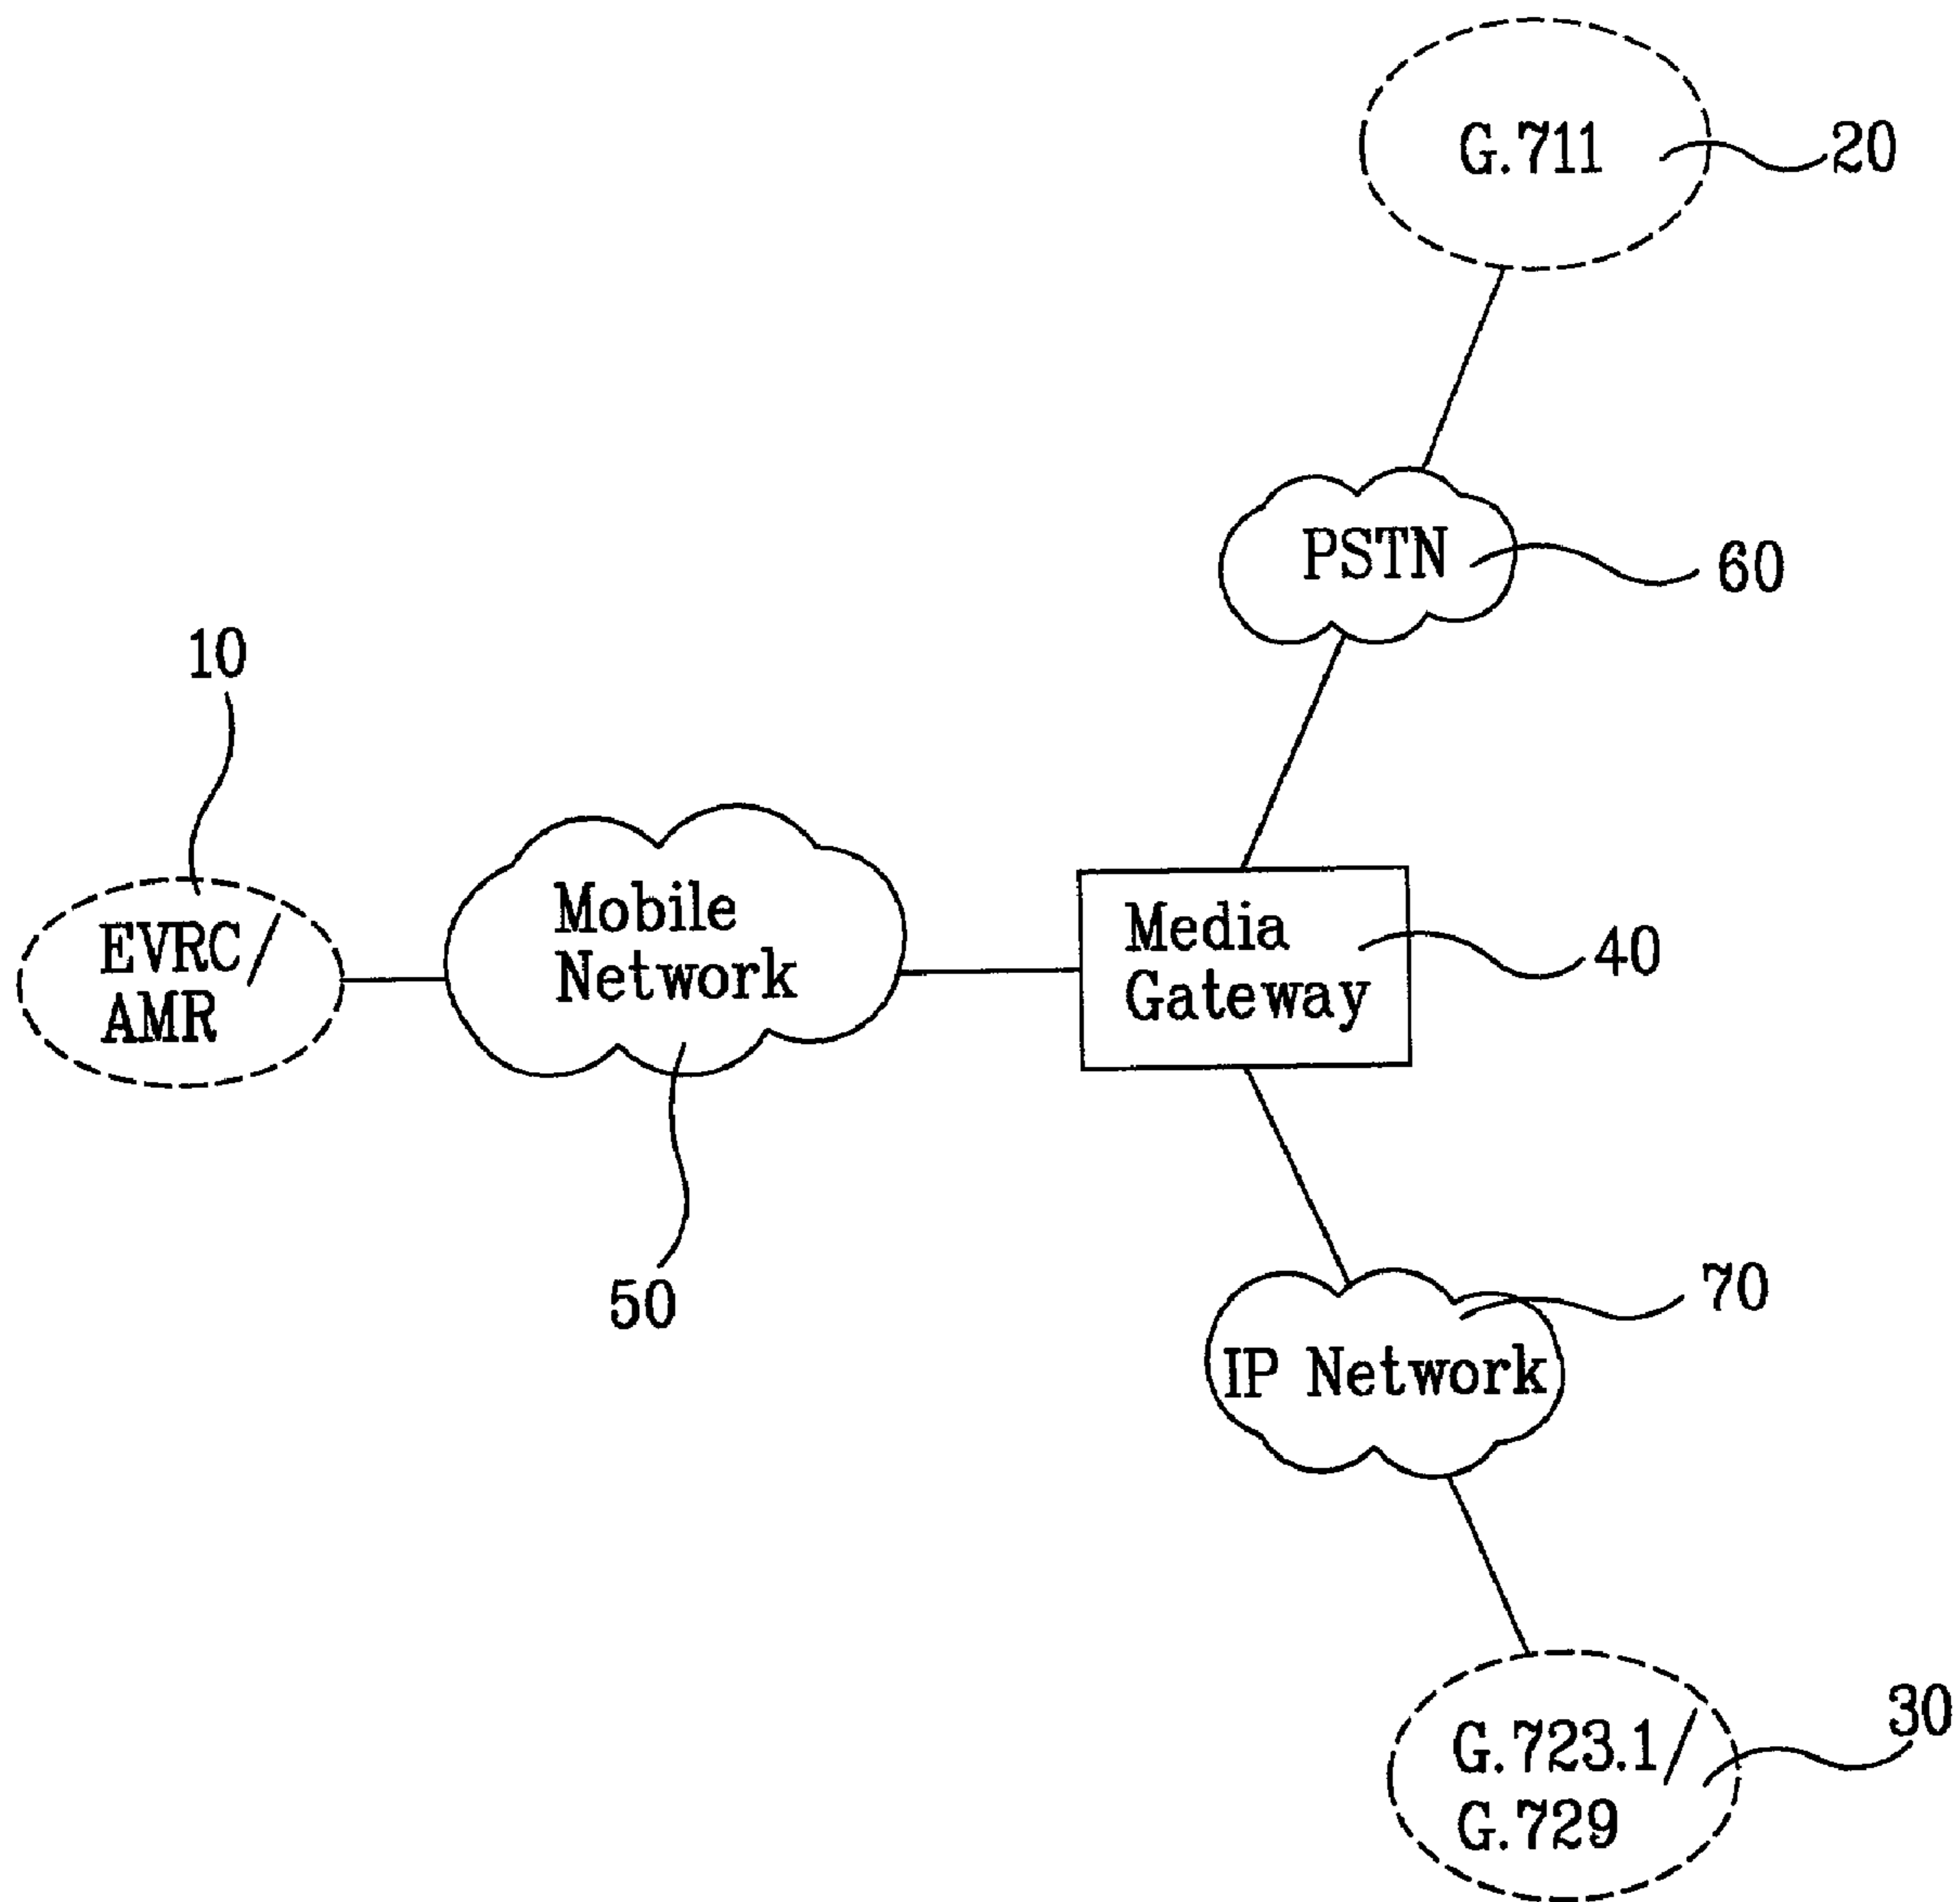 G.711
20
PSTN
60
10
Mobile
Network
EVRC/
AMR
Media
Gateway
40
50
70
IP Network
30
G.723.1/
G.729